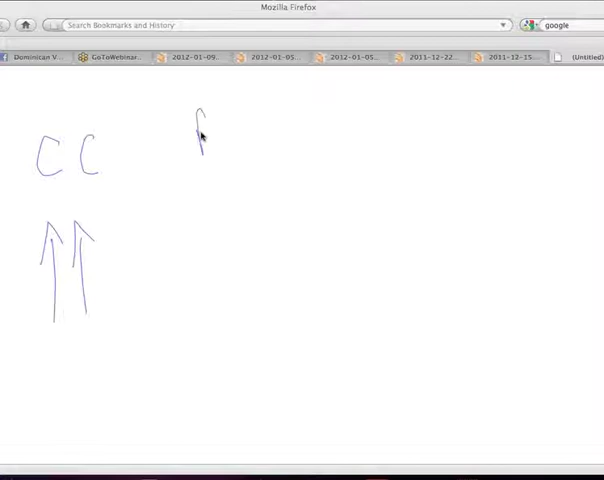 Mozilla Firefox
Search Bookmarks and History
google
Dominican V...
GoToWebinar...
2012-01-09...
2012-01-05...
2012-01-05...
2011-12-22...
2011-12-15...
(Untitled)
C C